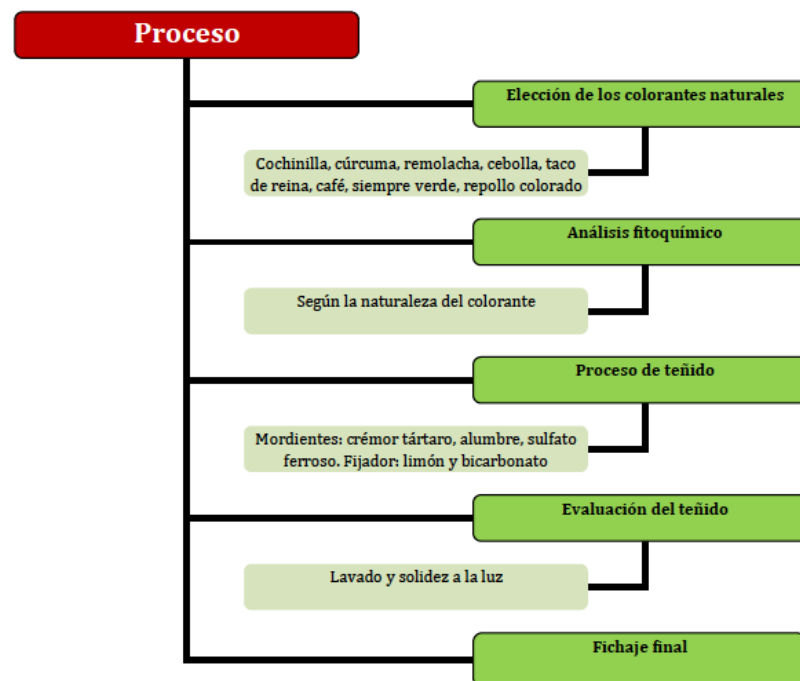 Proceso
Elección de los colorantes naturales
Cochinilla, cúrcuma, remolacha, cebolla, taco
de reina, café, siempre verde, repollo colorado
Análisis fitoquímico
Según la naturaleza del colorante
Proceso de teñido
Mordientes: crémor tártaro, alumbre, sulfato
ferroso. Fijador: limón y bicarbonato
Evaluación del teñido
Lavado y solidez a la luz
Fichaje final